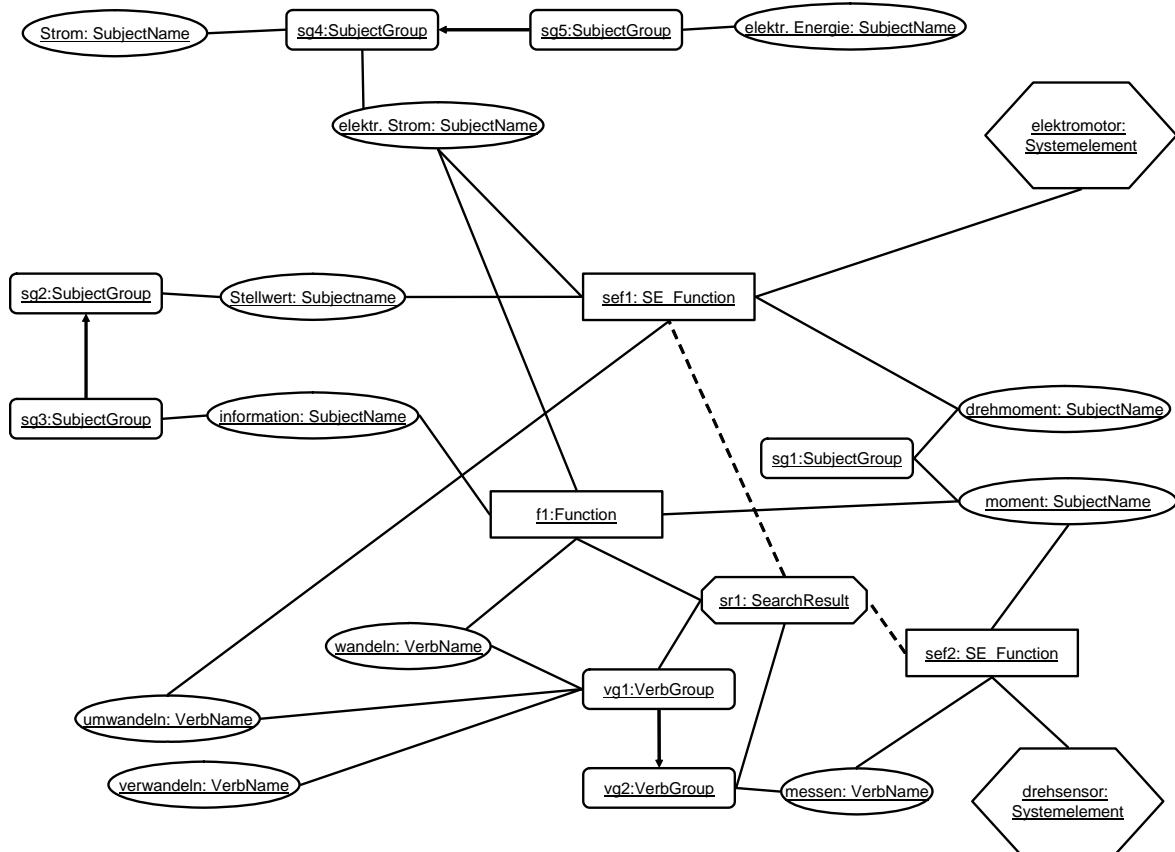 Strom: SubjectName
sg4:SubjectGroup
sg5:SubjectGroup
elektr. Energie: SubjectName
elektr. Strom: SubjectName
elektromotor:
Systemelement
sg2:SubjectGroup
Stellwert: Subjectname
sef1: SE_Function
sg3:SubjectGroup
information: SubjectName
drehmoment: SubjectName
sg1:SubjectGroup
moment: SubjectName
f1:Function
sr1: SearchResult
wandeln: VerbName
sef2: SE_Function
vg1:VerbGroup
umwandeln: VerbName
verwandeln: VerbName
vg2:VerbGroup
messen: VerbName
drehsensor:
Systemelement